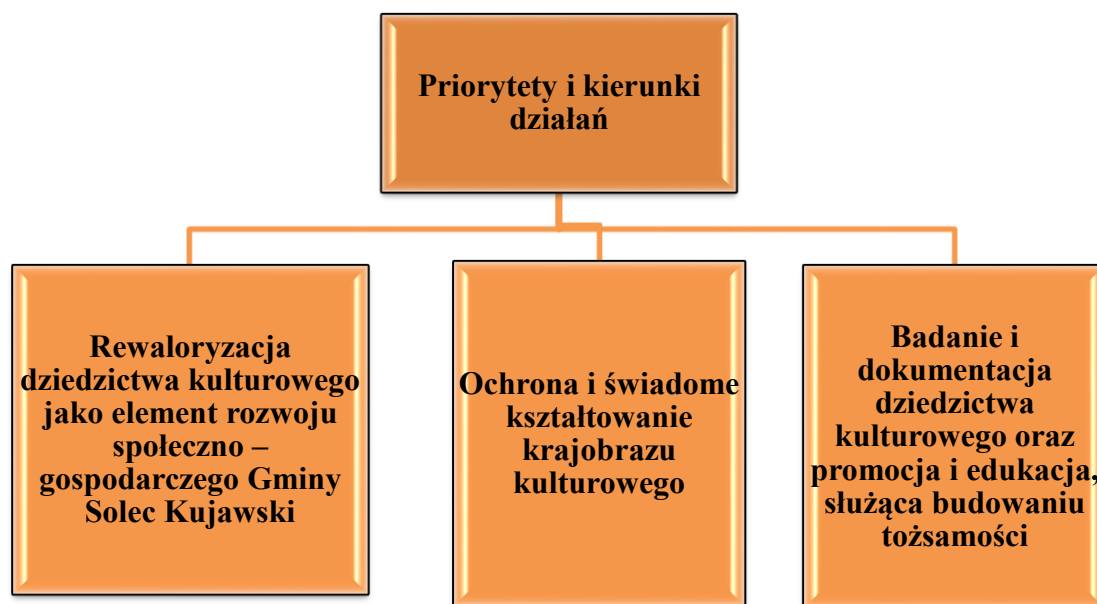 Priorytety i kierunki
działań
Rewaloryzacja
dziedzictwa kulturowego
jako element rozwoju
społeczno –
gospodarczego Gminy
Solec Kujawski
Ochrona i świadome
kształtowanie
krajobrazu
kulturowego
Badanie i
dokumentacja
dziedzictwa
kulturowego oraz
promocja i edukacja,
służąca budowaniu
tożsamości